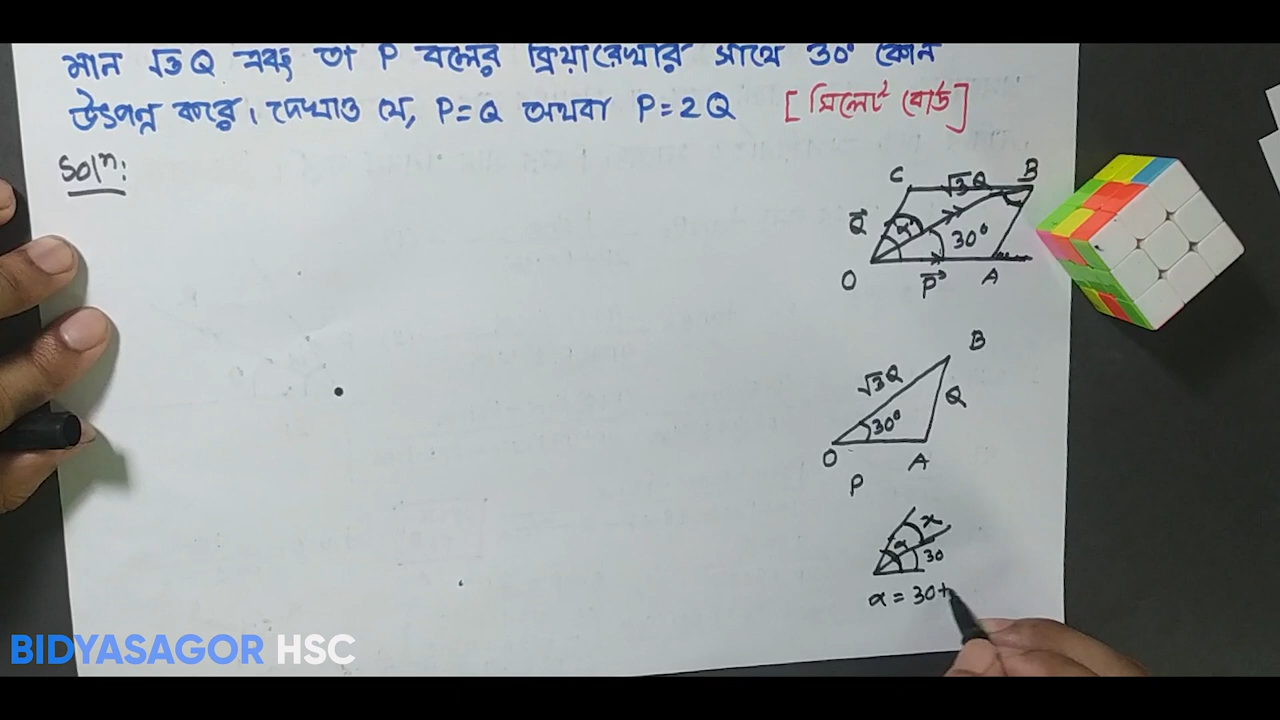 মান √3Q এবং তা P বলের ক্রিয়ারেখার সাথে 30° কোন
উৎপন্ন করে। দেখাও যে, P=Q অথবা P=2Q [সিলেট বোর্ড]
Solⁿ:
C √3Q B
Q⃗ α 30°
O P⃗ A
B
√3Q Q
30°
O A
P
α x
30
α = 30+
BIDYASAGOR HSC